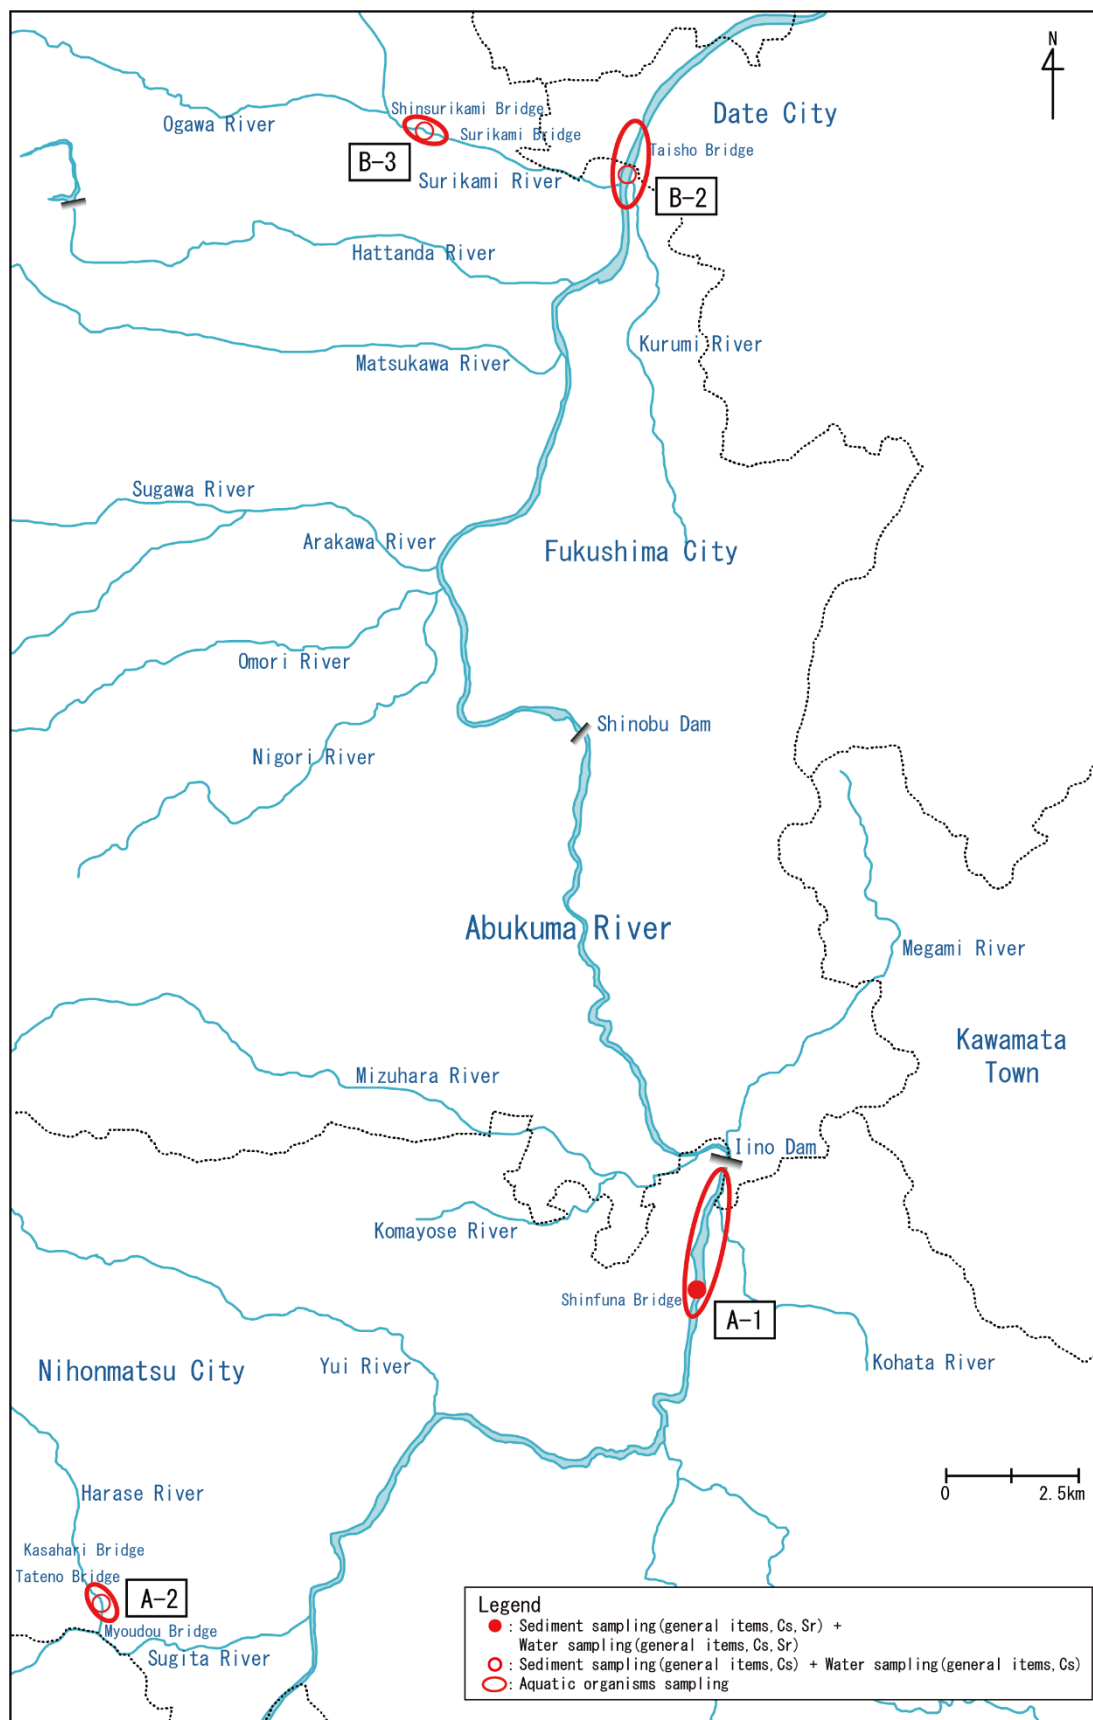 N
Date City
Shinsurikami Bridge
Ogawa River
Surikami Bridge
B-3
Taisho Bridge
Surikami River
B-2
Hattanda River
Kurumi River
Matsukawa River
Sugawa River
Arakawa River
Fukushima City
Omori River
Shinobu Dam
Nigori River
Abukuma River
Megami River
Kawamata
Town
Mizuhara River
Iino Dam
Komayose River
Shinfuna Bridge
A-1
Yui River
Kohata River
Nihonmatsu City
Harase River
0 2.5km
Kasahari Bridge
Tateno Bridge
A-2
Myoudou Bridge
Sugita River
Legend
: Sediment sampling(general items,Cs,Sr) +
Water sampling(general items,Cs,Sr)
: Sediment sampling(general items,Cs) + Water sampling(general items,Cs)
: Aquatic organisms sampling